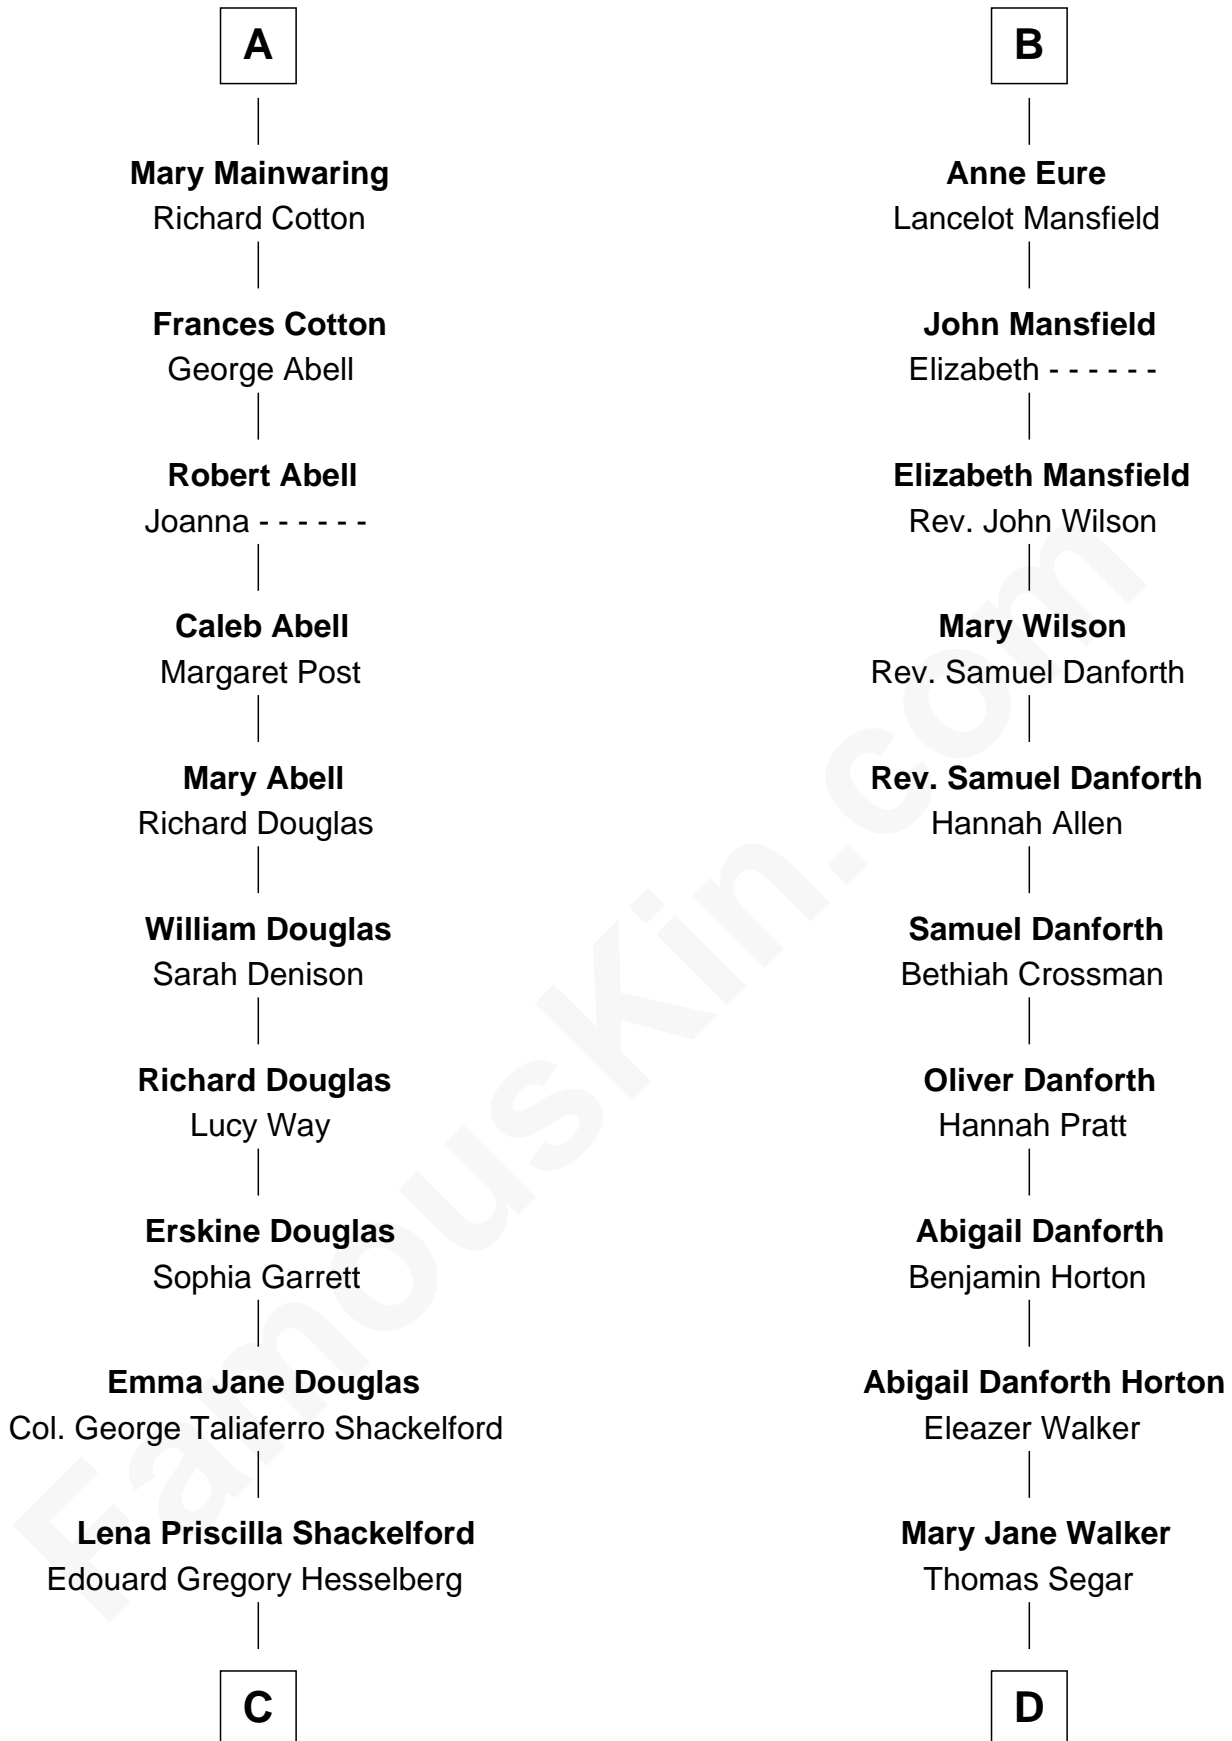 A
Mary Mainwaring
Richard Cotton
Frances Cotton
George Abell
Robert Abell
Joanna - - - - - -
Caleb Abell
Margaret Post
Mary Abell
Richard Douglas
William Douglas
Sarah Denison
Richard Douglas
Lucy Way
Erskine Douglas
Sophia Garrett
Emma Jane Douglas
Col. George Taliaferro Shackelford
Lena Priscilla Shackelford
Edouard Gregory Hesselberg
C
B
Anne Eure
Lancelot Mansfield
John Mansfield
Elizabeth - - - - - -
Elizabeth Mansfield
Rev. John Wilson
Mary Wilson
Rev. Samuel Danforth
Rev. Samuel Danforth
Hannah Allen
Samuel Danforth
Bethiah Crossman
Oliver Danforth
Hannah Pratt
Abigail Danforth
Benjamin Horton
Abigail Danforth Horton
Eleazer Walker
Mary Jane Walker
Thomas Segar
D
FamousKin.com